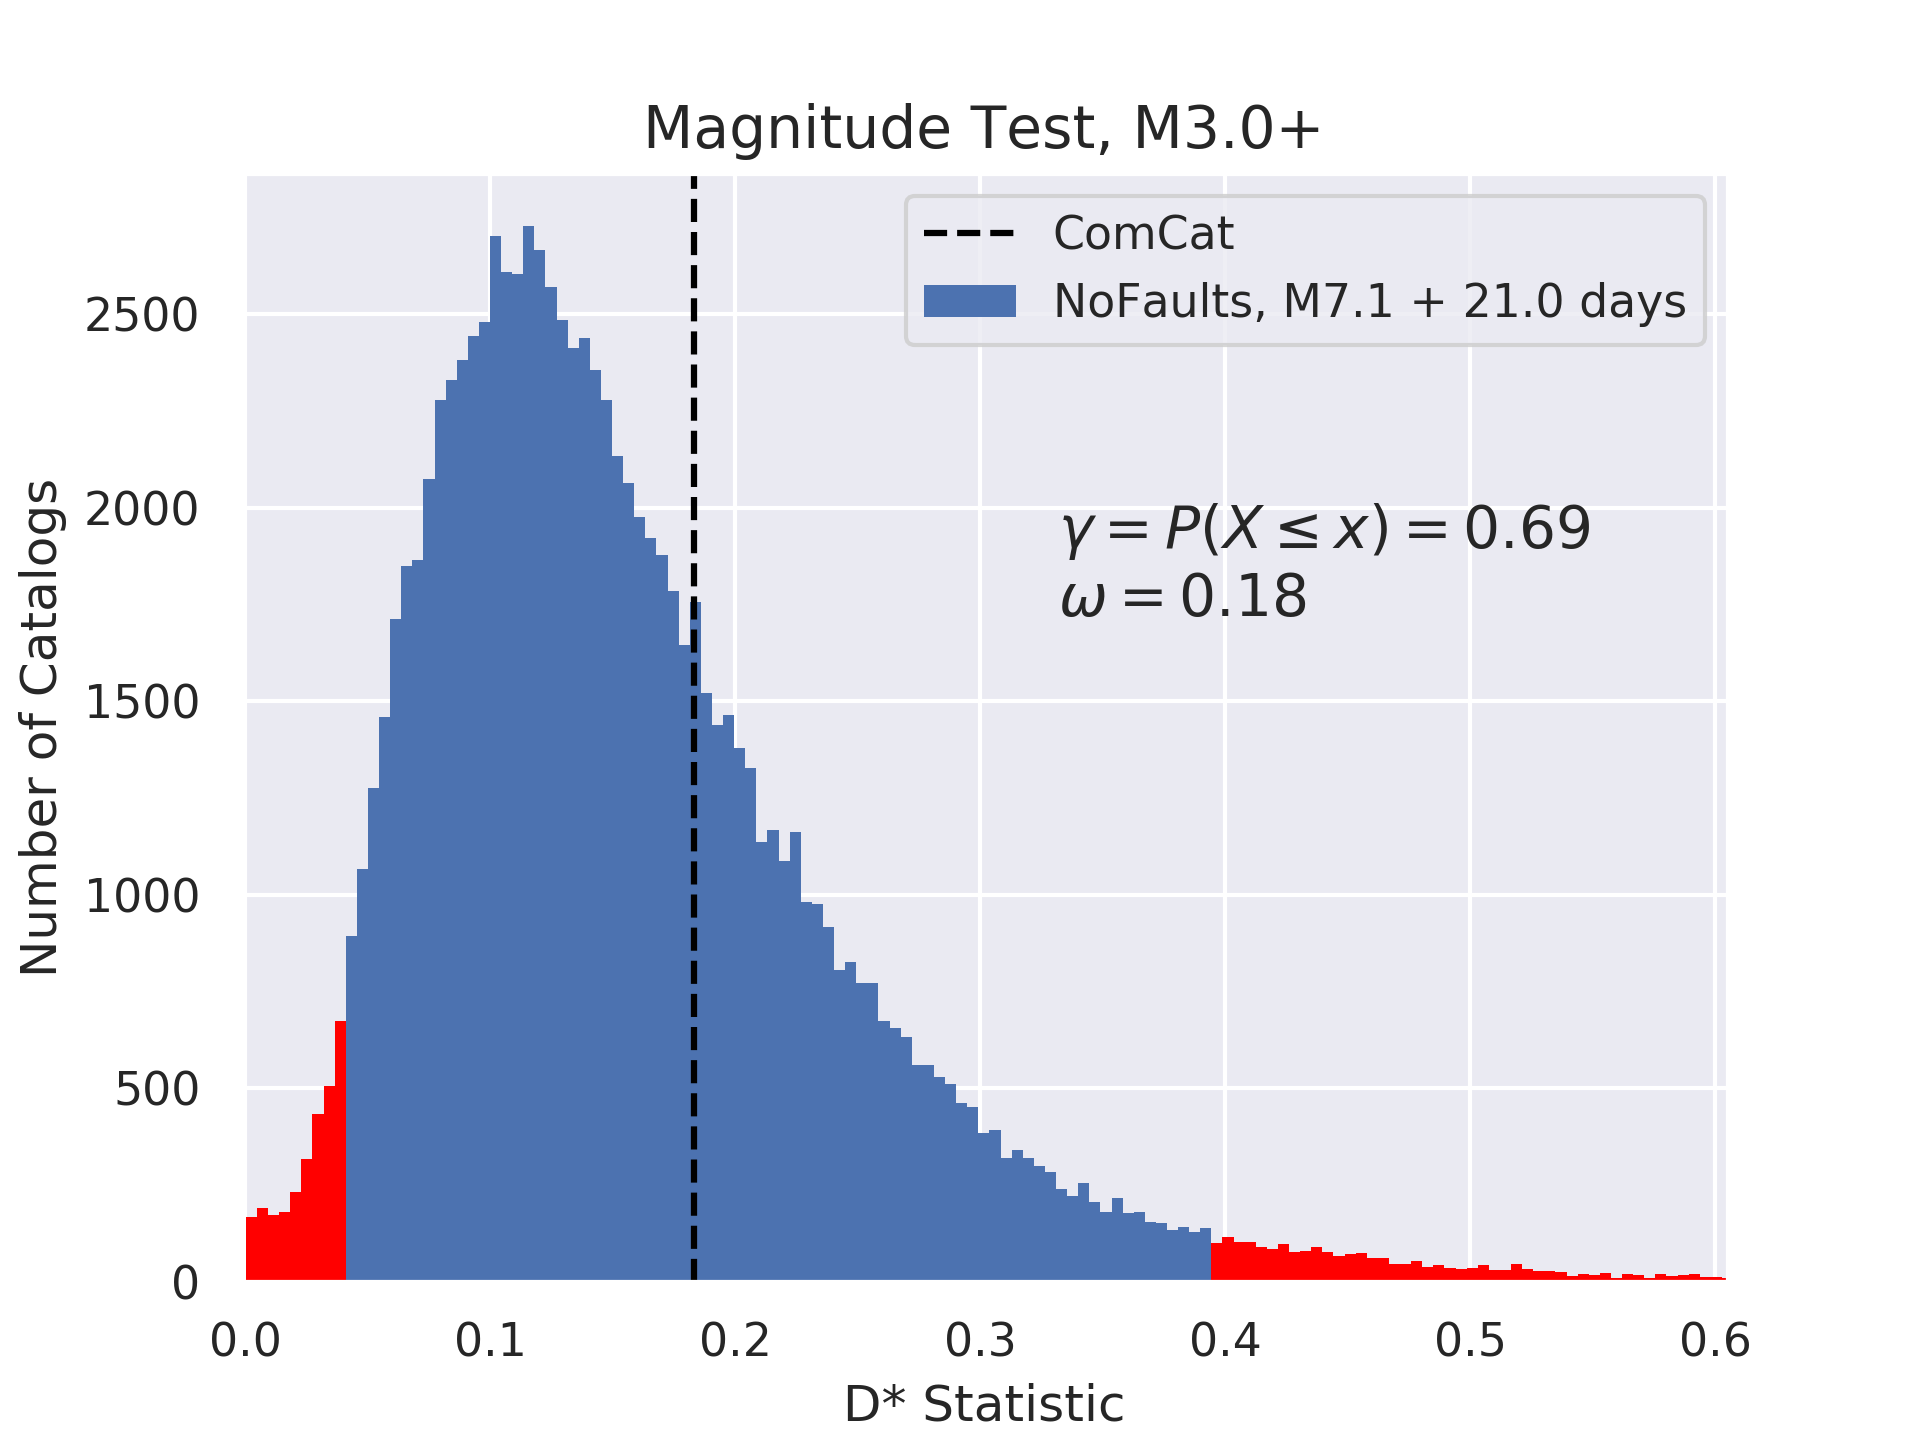 Magnitude Test, M3.0+
ComCat
NoFaults, M7.1 + 21.0 days
γ = P(X ≤ x) = 0.69
ω = 0.18
Number of Catalogs
2500
2000
1500
1000
500
0
0.0 0.1 0.2 0.3 0.4 0.5 0.6
D* Statistic